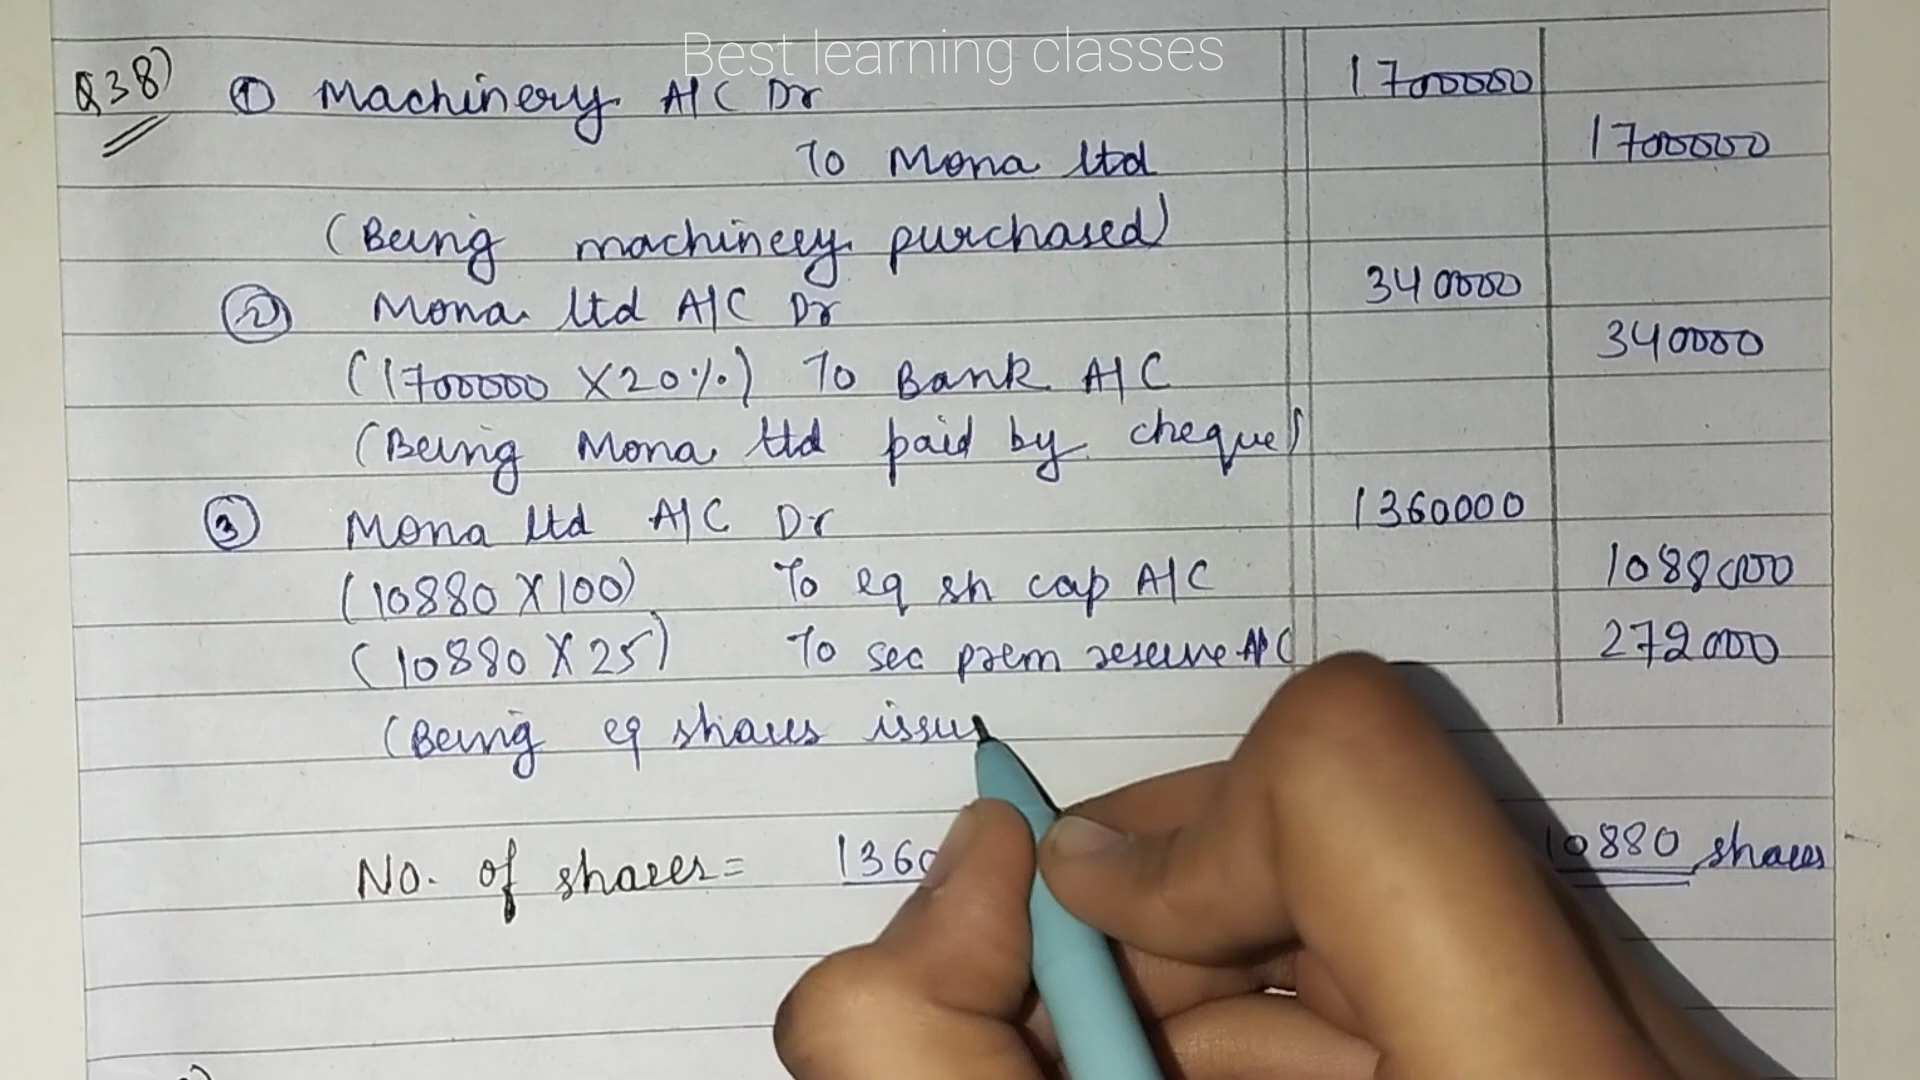 Best learning classes
Q38) ① Machinery A/C Dr 1700000
To Mona ltd 1700000
(Being machinery purchased)
② Mona ltd A/C Dr 340000
(1700000 X 20%) To Bank A/C 340000
(Being Mona ltd paid by cheque)
③ Mona ltd A/C Dr 1360000
(10880 X 100) To eq sh cap A/C 1088000
(10880 X 25) To sec prem reserve A/C 272000
(Being eq shares issu
No. of shares = 1360 10880 shares